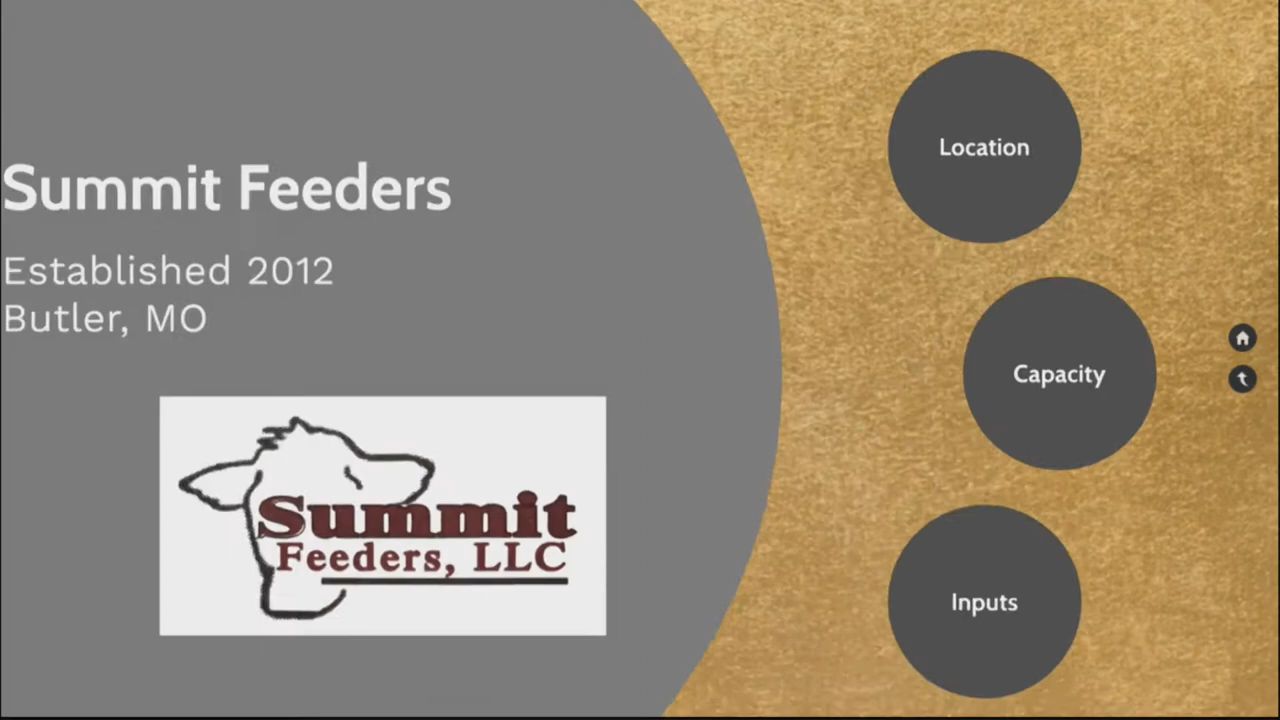 Summit Feeders
Established 2012
Butler, MO
Summit
Feeders, LLC
Location
Capacity
Inputs